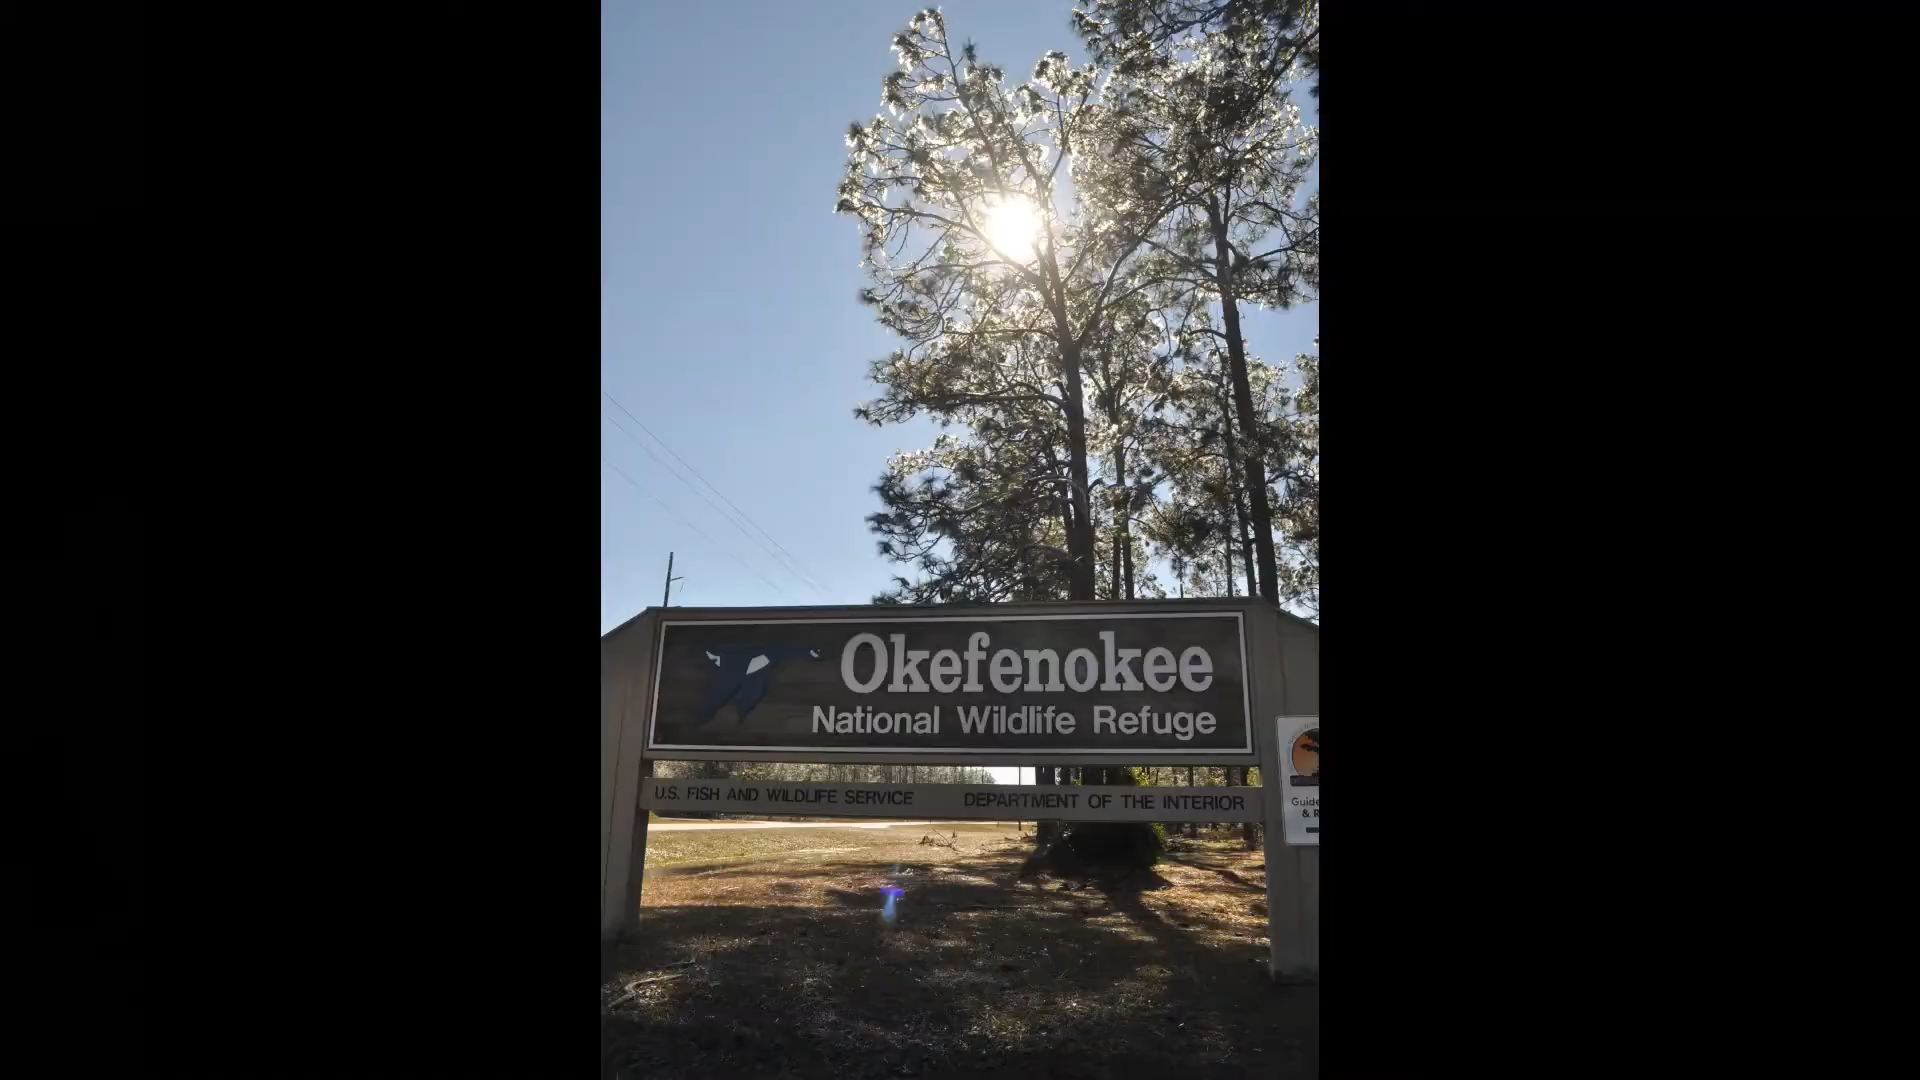 Okefenokee
National Wildlife Refuge
U.S. FISH AND WILDLIFE SERVICE DEPARTMENT OF THE INTERIOR